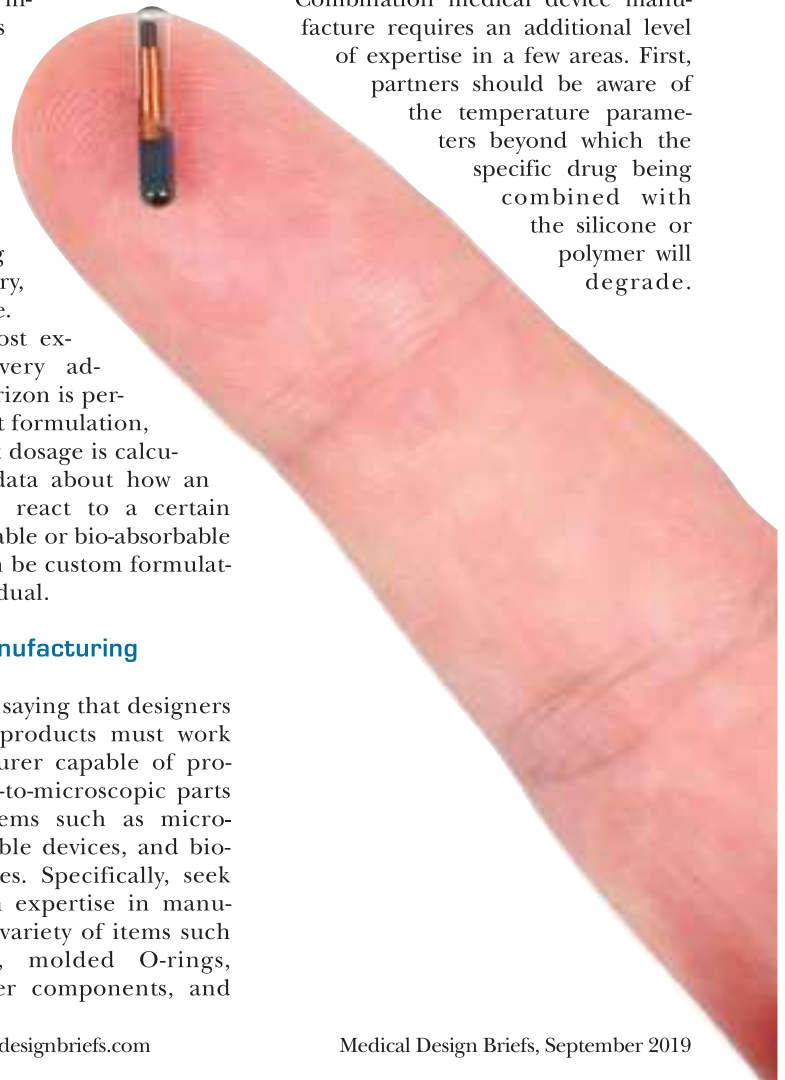 s
g
ry,
e.
ost ex-
very ad-
rizon is per-
t formulation,
dosage is calcu-
data about how an
react to a certain
able or bio-absorbable
n be custom formulat-
dual.
nufacturing
saying that designers
products must work
urer capable of pro-
-to-microscopic parts
ems such as micro-
ble devices, and bio-
es. Specifically, seek
n expertise in manu-
variety of items such
, molded O-rings,
er components, and
Combination medical device manu-
facture requires an additional level
of expertise in a few areas. First,
partners should be aware of
the temperature parame-
ters beyond which the
specific drug being
combined with
the silicone or
polymer will
degrade.
designbriefs.com
Medical Design Briefs, September 2019